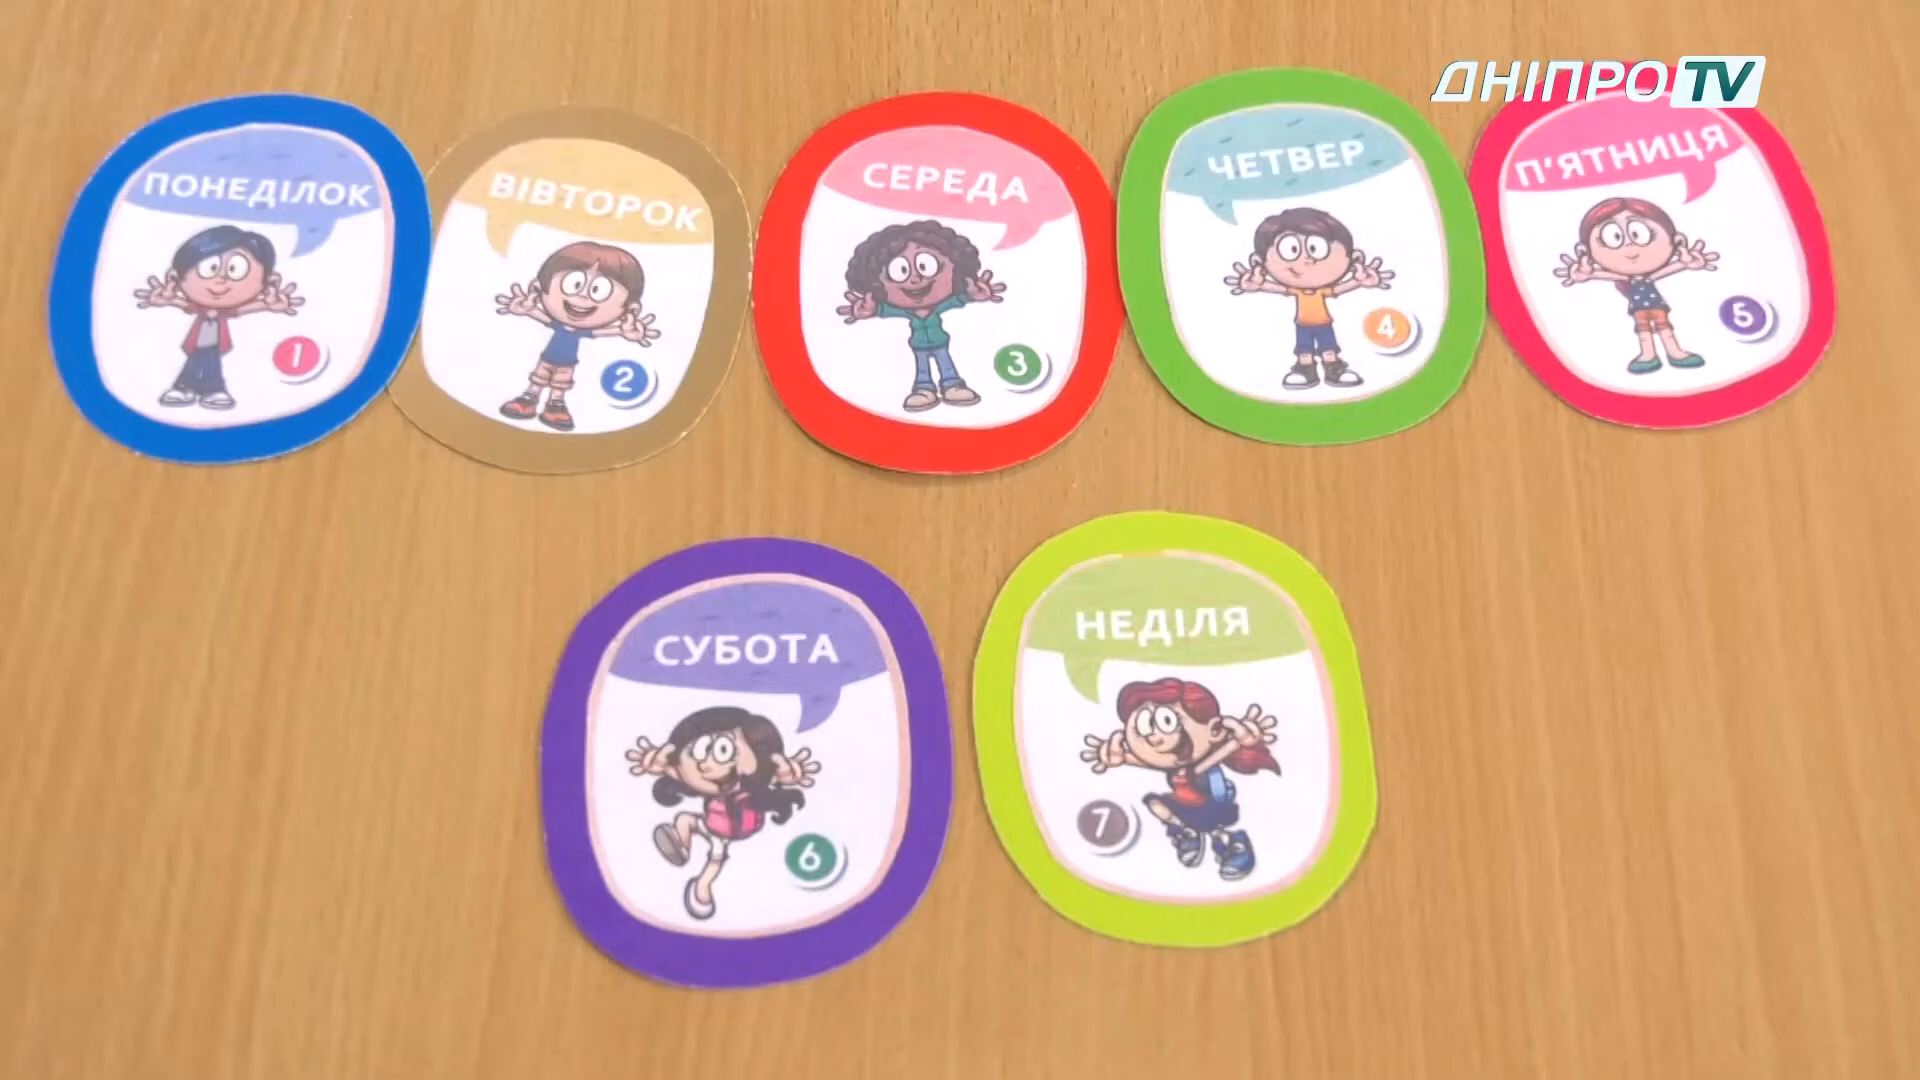 ДНІПРО TV
ПОНЕДІЛОК
1
ВІВТОРОК
2
СЕРЕДА
3
ЧЕТВЕР
4
П'ЯТНИЦЯ
5
СУБОТА
6
НЕДІЛЯ
7